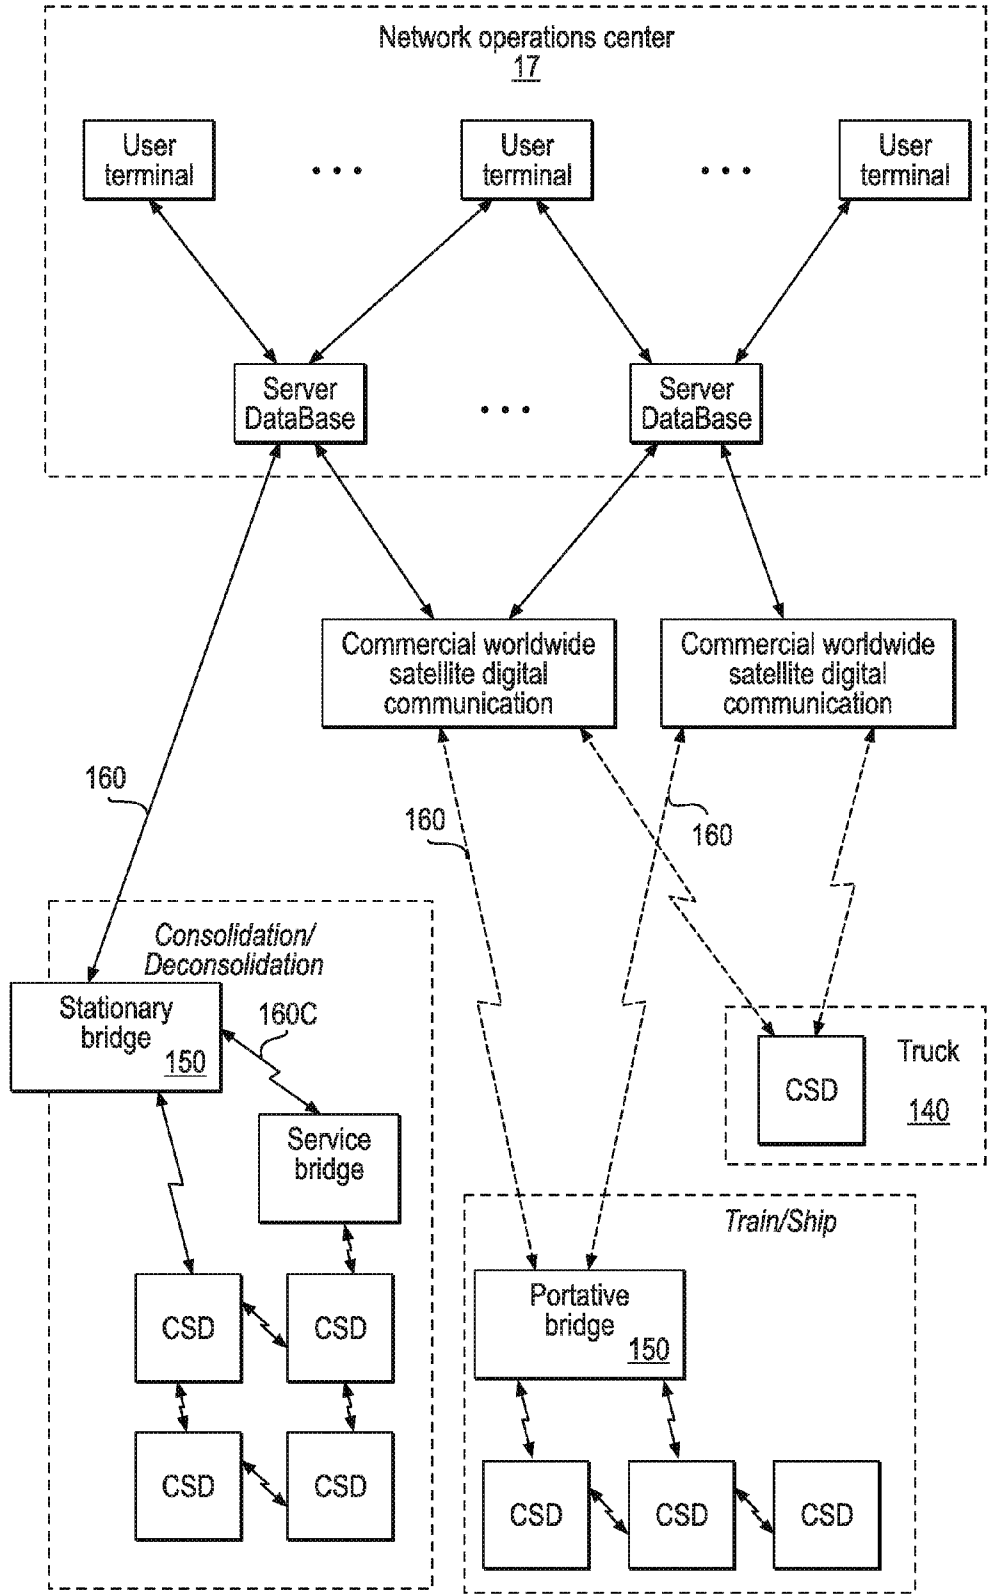 Network operations center
17
User
terminal
...
User
terminal
...
User
terminal
Server
DataBase
...
Server
DataBase
Commercial worldwide
satellite digital
communication
Commercial worldwide
satellite digital
communication
160
160
160
Consolidation/
Deconsolidation
Stationary
bridge
150
160C
Service
bridge
CSD
Truck
140
Train/Ship
Portative
bridge
150
CSD
CSD
CSD
CSD
CSD
CSD
CSD